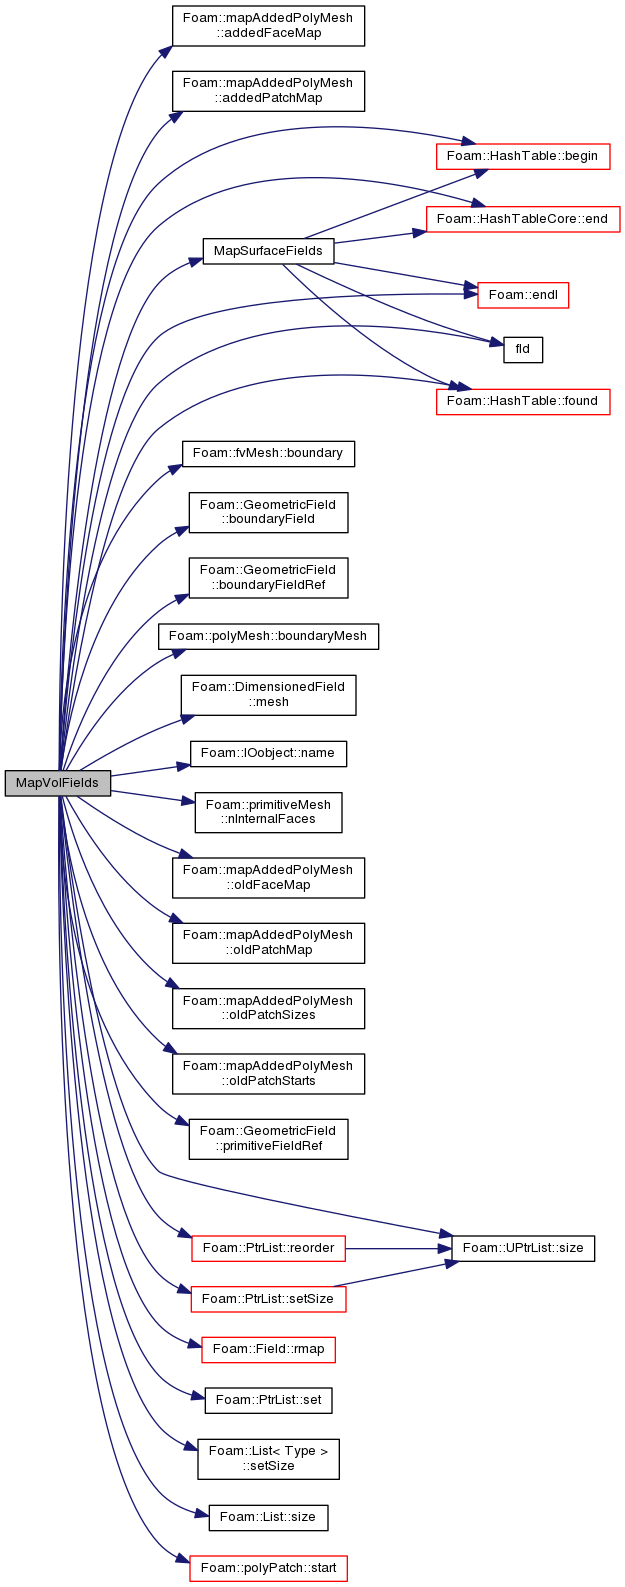 Foam::mapAddedPolyMesh
::addedFaceMap
Foam::mapAddedPolyMesh
::addedPatchMap
Foam::HashTable::begin
Foam::HashTableCore::end
MapSurfaceFields
Foam::endl
fld
Foam::HashTable::found
Foam::fvMesh::boundary
Foam::GeometricField
::boundaryField
Foam::GeometricField
::boundaryFieldRef
Foam::polyMesh::boundaryMesh
Foam::DimensionedField
::mesh
Foam::IOobject::name
MapVolFields
Foam::primitiveMesh
::nInternalFaces
Foam::mapAddedPolyMesh
::oldFaceMap
Foam::mapAddedPolyMesh
::oldPatchMap
Foam::mapAddedPolyMesh
::oldPatchSizes
Foam::mapAddedPolyMesh
::oldPatchStarts
Foam::GeometricField
::primitiveFieldRef
Foam::PtrList::reorder
Foam::UPtrList::size
Foam::PtrList::setSize
Foam::Field::rmap
Foam::PtrList::set
Foam::List< Type >
::setSize
Foam::List::size
Foam::polyPatch::start